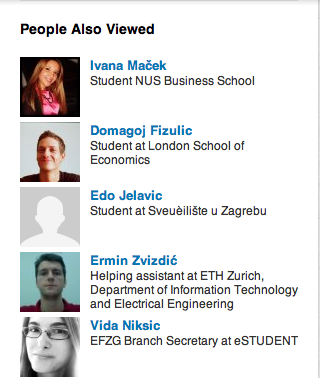 People Also Viewed
Ivana Maček
Student NUS Business School
Domagoj Fizulic
Student at London School of
Economics
Edo Jelavic
Student at Sveuèilište u Zagrebu
Ermin Zvizdić
Helping assistant at ETH Zurich,
Department of Information Technology
and Electrical Engineering
Vida Niksic
EFZG Branch Secretary at eSTUDENT